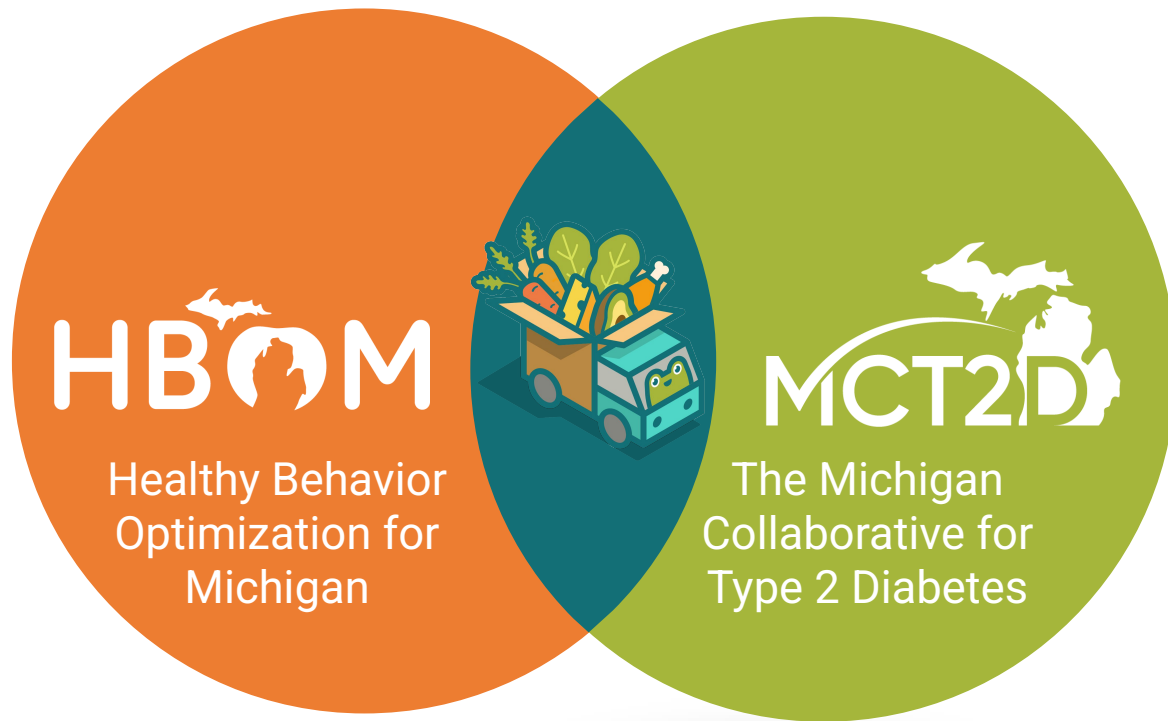 HBOM
Healthy Behavior
Optimization for
Michigan
MCT2D
The Michigan
Collaborative for
Type 2 Diabetes